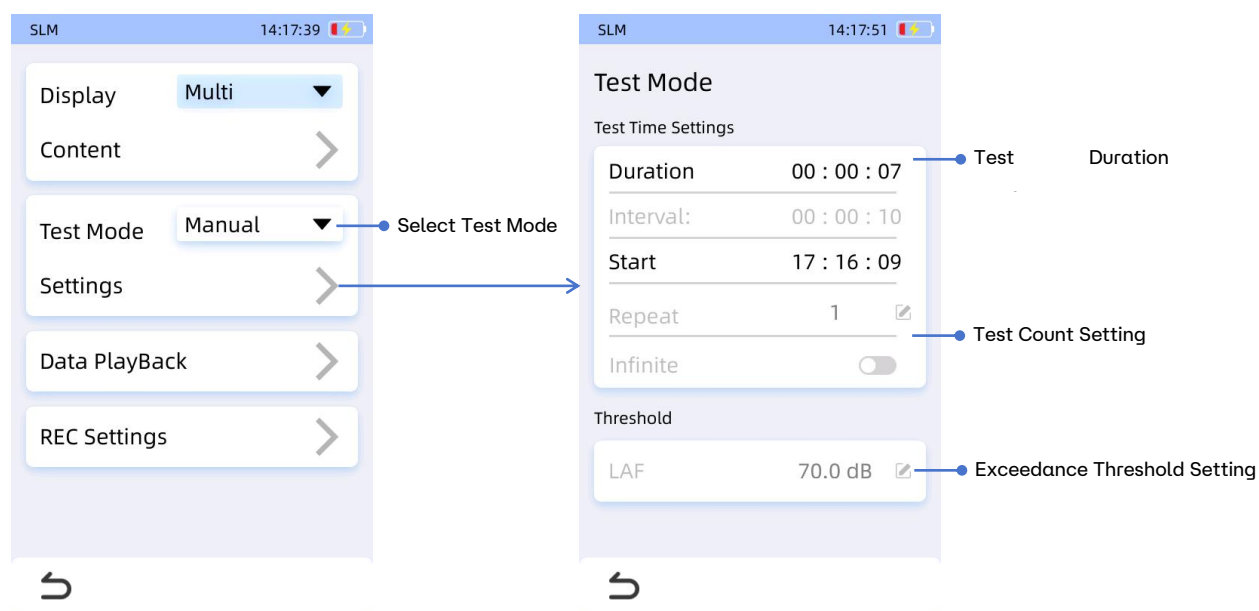 SLM 14:17:39
Display Multi
Content
Test Mode Manual
Select Test Mode
Settings
Data PlayBack
REC Settings
SLM 14:17:51
Test Mode
Test Time Settings
Duration 00 : 00 : 07
Test Duration
Interval: 00 : 00 : 10
Start 17 : 16 : 09
Repeat 1
Test Count Setting
Infinite
Threshold
LAF 70.0 dB
Exceedance Threshold Setting